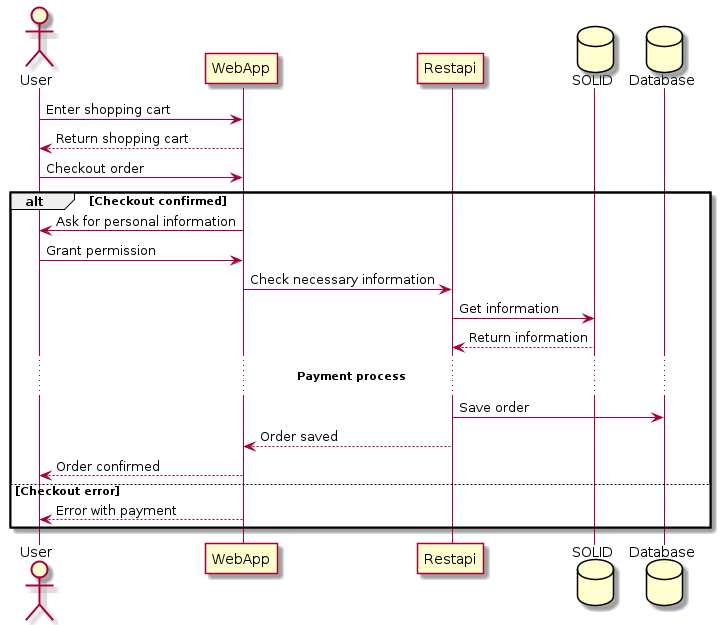 User
WebApp
Restapi
SOLID
Database
Enter shopping cart
Return shopping cart
Checkout order
alt [Checkout confirmed]
Ask for personal information
Grant permission
Check necessary information
Get information
Return information
Payment process
Save order
Order saved
Order confirmed
[Checkout error]
Error with payment
User
WebApp
Restapi
SOLID
Database